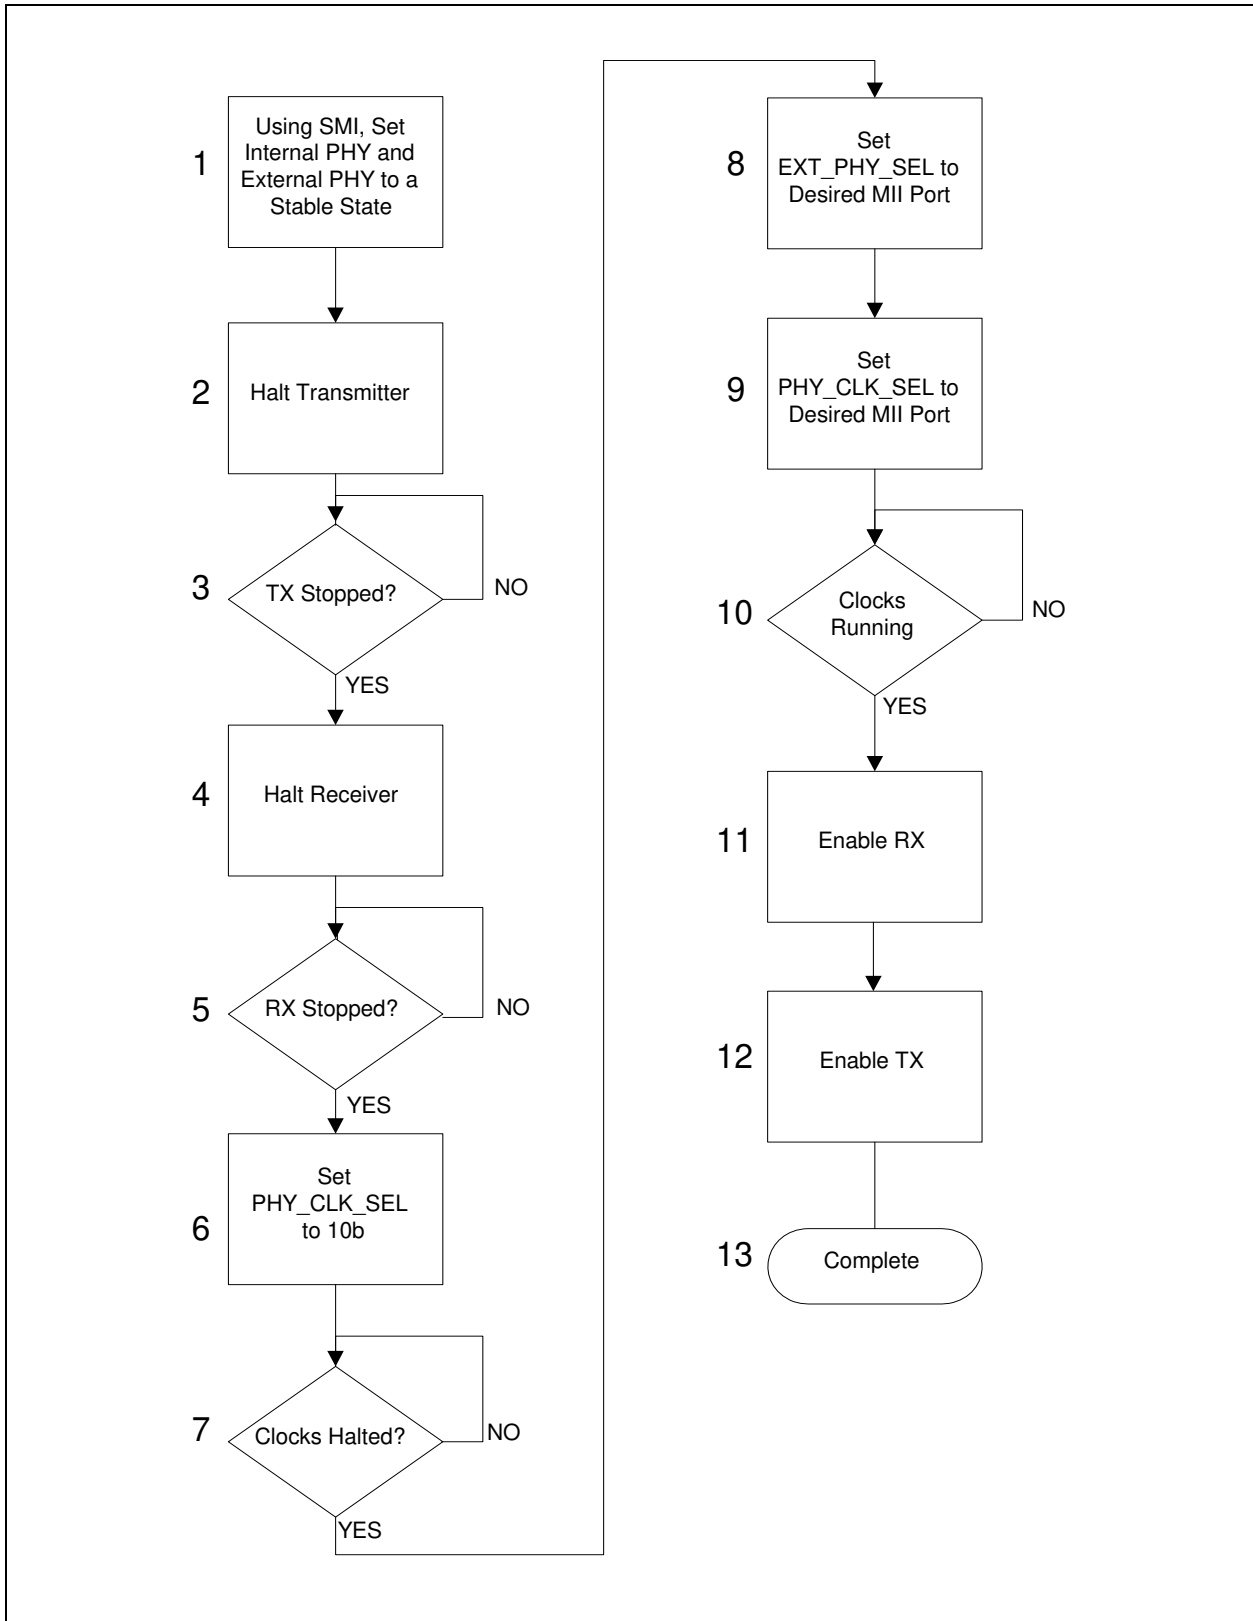 1
Using SMI, Set
Internal PHY and
External PHY to a
Stable State
2
Halt Transmitter
3
TX Stopped?
NO
YES
4
Halt Receiver
5
RX Stopped?
NO
YES
6
Set
PHY_CLK_SEL
to 10b
7
Clocks Halted?
NO
YES
8
Set
EXT_PHY_SEL to
Desired MII Port
9
Set
PHY_CLK_SEL to
Desired MII Port
10
Clocks
Running
NO
YES
11
Enable RX
12
Enable TX
13
Complete